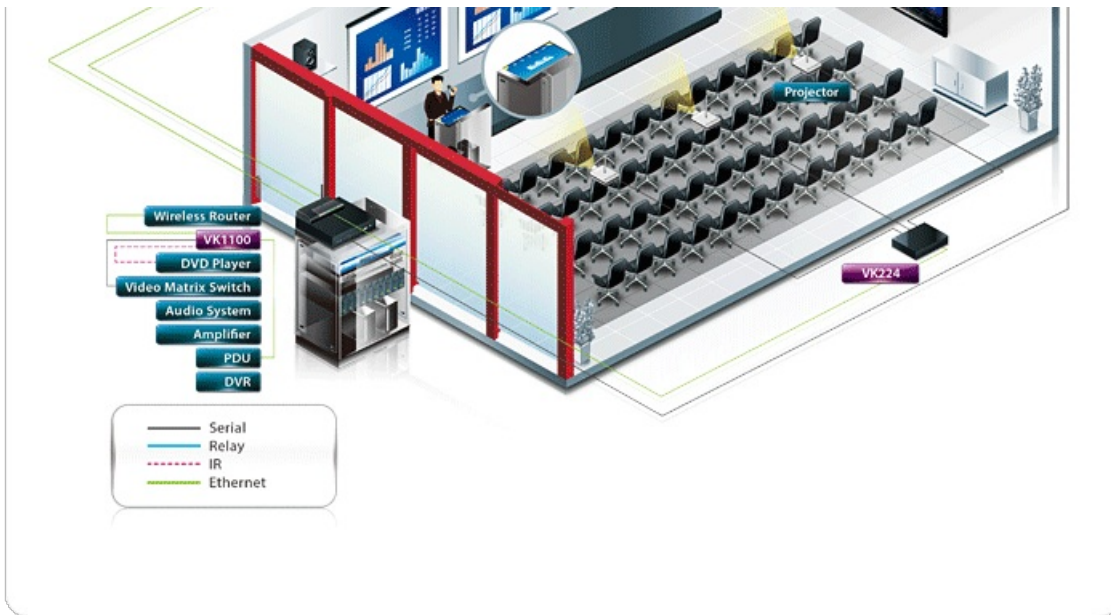 Projector
Wireless Router
VK1100
DVD Player
VK224
Video Matrix Switch
Audio System
Amplifier
PDU
DVR
Serial
Relay
IR
Ethernet